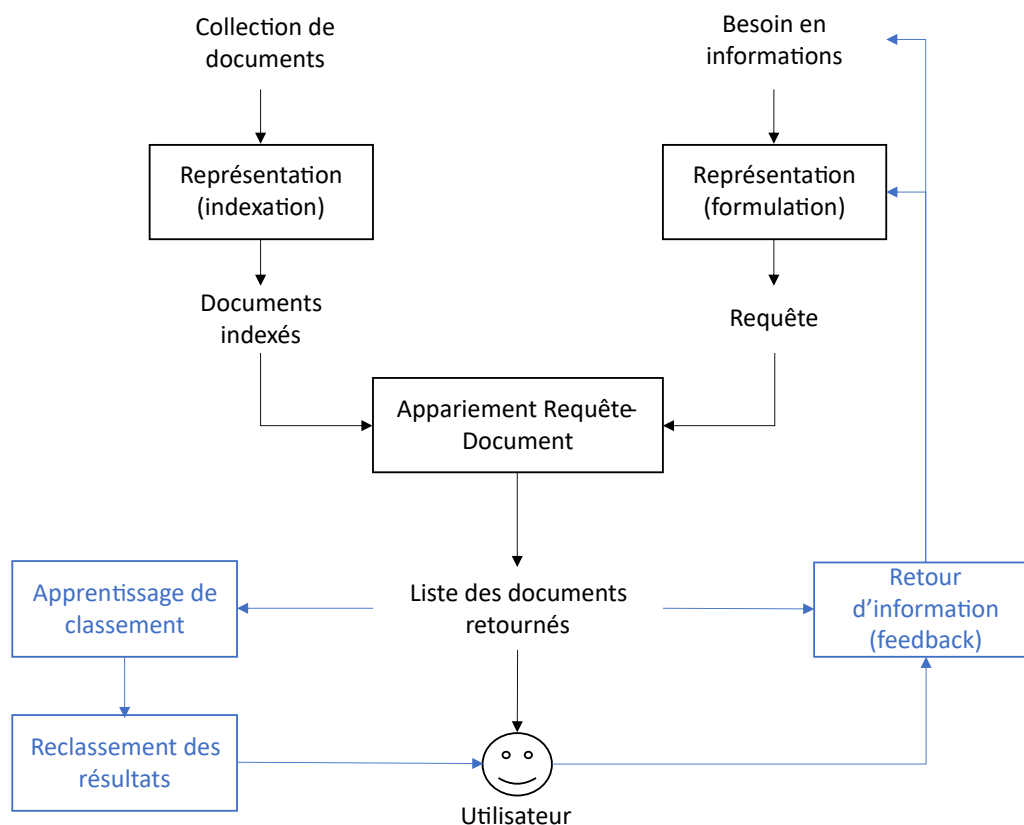 Collection de
documents
Besoin en
informations
Représentation
(indexation)
Représentation
(formulation)
Documents
indexés
Requête
Appariement Requête-
Document
Apprentissage de
classement
Liste des documents
retournés
Retour
d'information
(feedback)
Reclassement des
résultats
Utilisateur